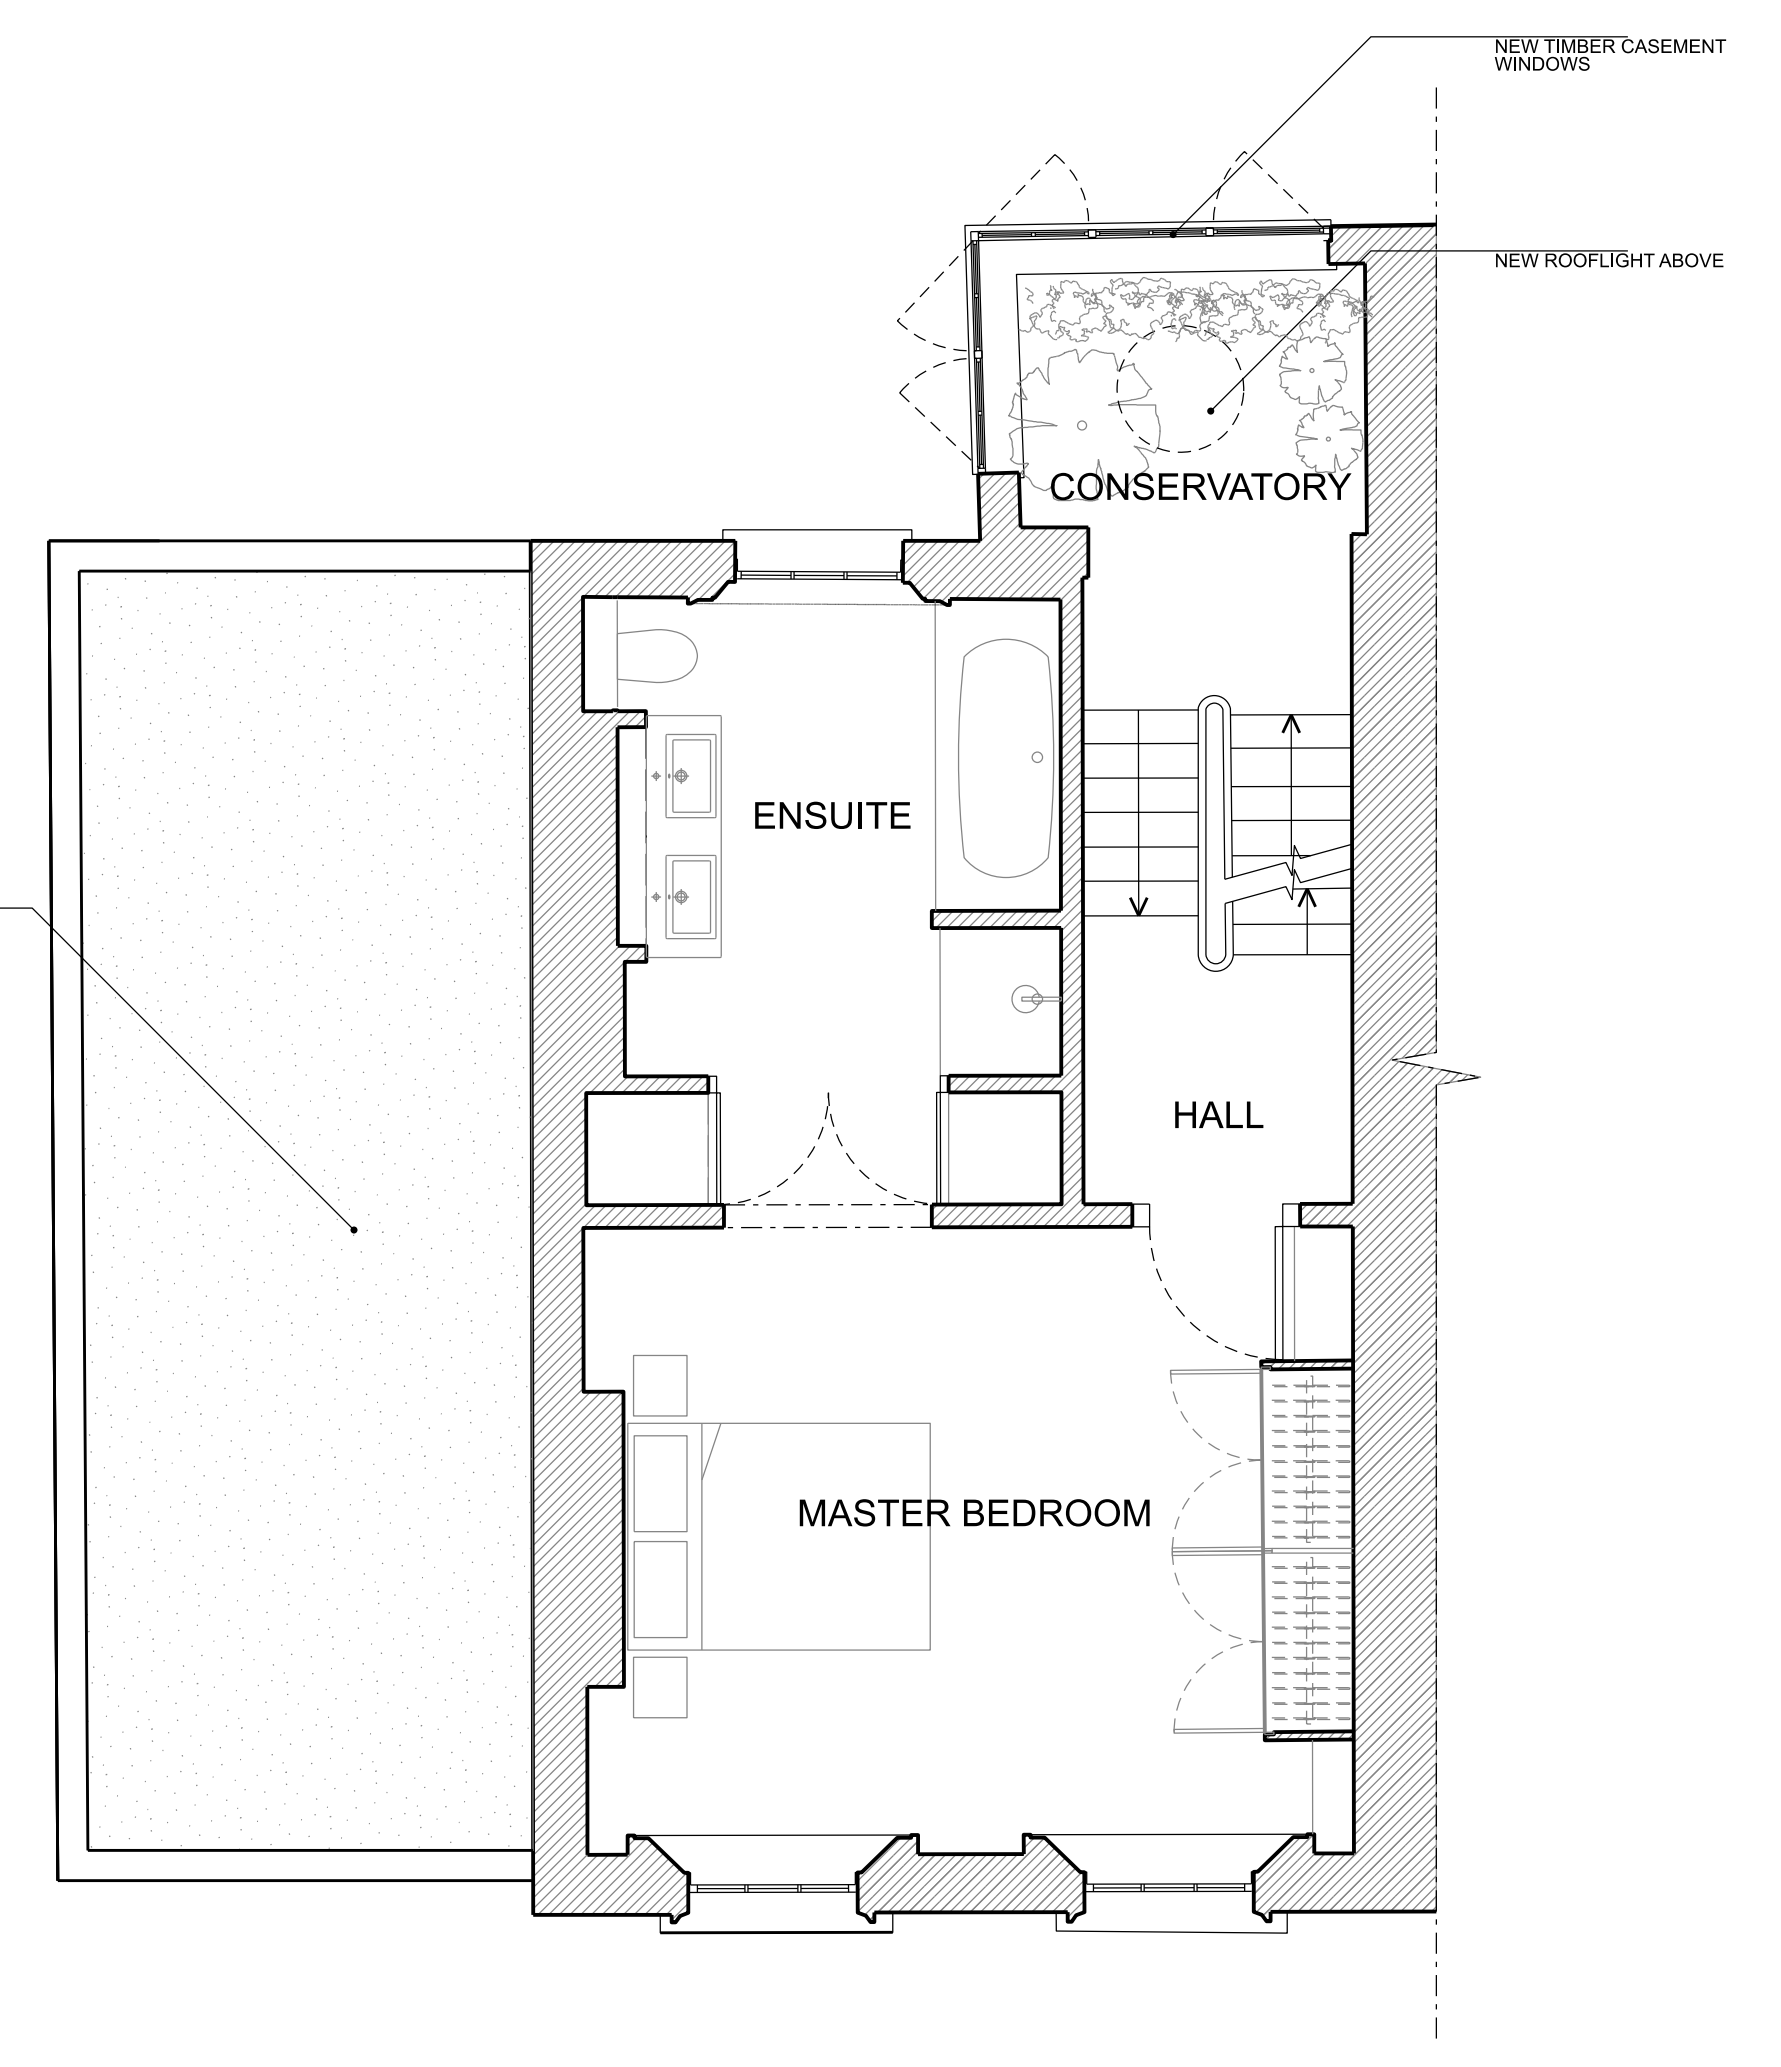 NEW TIMBER CASEMENT
WINDOWS
NEW ROOFLIGHT ABOVE
CONSERVATORY
ENSUITE
HALL
MASTER BEDROOM